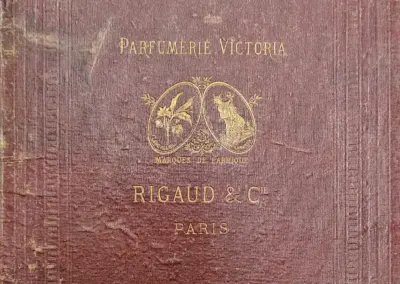 PARFUMERIE VICTORIA
MARQUES DE FABRIQUE
RIGAUD & Cie
PARIS